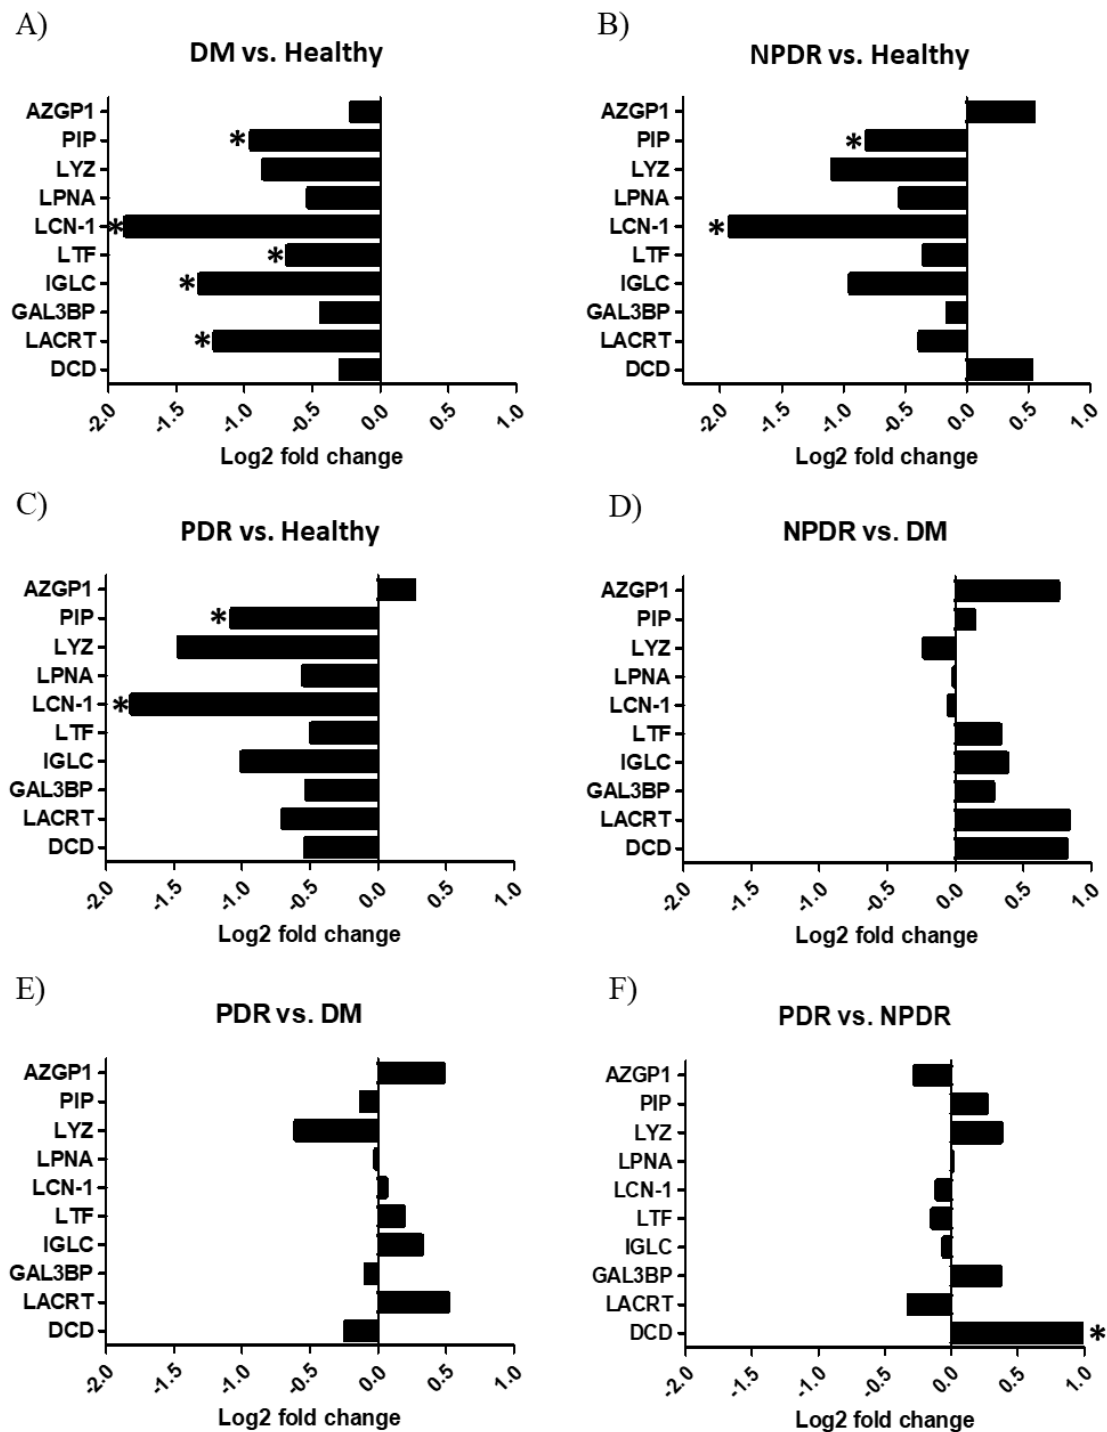 A)
DM vs. Healthy
AZGP1
PIP
*
LYZ
LPNA
LCN-1
*
LTF
*
IGLC
*
GAL3BP
LACRT
*
DCD
-2.0 -1.5 -1.0 -0.5 0.0 0.5 1.0
Log2 fold change
B)
NPDR vs. Healthy
AZGP1
PIP
*
LYZ
LPNA
LCN-1
*
LTF
IGLC
GAL3BP
LACRT
DCD
-2.0 -1.5 -1.0 -0.5 0.0 0.5 1.0
Log2 fold change
C)
PDR vs. Healthy
AZGP1
PIP
*
LYZ
LPNA
LCN-1
*
LTF
IGLC
GAL3BP
LACRT
DCD
-2.0 -1.5 -1.0 -0.5 0.0 0.5 1.0
Log2 fold change
D)
NPDR vs. DM
AZGP1
PIP
LYZ
LPNA
LCN-1
LTF
IGLC
GAL3BP
LACRT
DCD
-2.0 -1.5 -1.0 -0.5 0.0 0.5 1.0
Log2 fold change
E)
PDR vs. DM
AZGP1
PIP
LYZ
LPNA
LCN-1
LTF
IGLC
GAL3BP
LACRT
DCD
-2.0 -1.5 -1.0 -0.5 0.0 0.5 1.0
Log2 fold change
F)
PDR vs. NPDR
AZGP1
PIP
LYZ
LPNA
LCN-1
LTF
IGLC
GAL3BP
LACRT
DCD
*
-2.0 -1.5 -1.0 -0.5 0.0 0.5 1.0
Log2 fold change